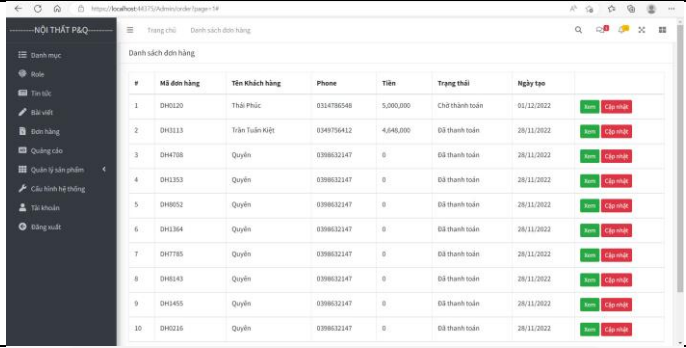 https://localhost:44375/Admin/order?page=1#
----------NỘI THẤT P&Q----------
Trang chủ Danh sách đơn hàng
Danh mục
Role
Tin tức
Bài viết
Đơn hàng
Quảng cáo
Quản lý sản phẩm
Cấu hình hệ thống
Tài khoản
Đăng xuất
Danh sách đơn hàng
# Mã đơn hàng Tên Khách hàng Phone Tiền Trạng thái Ngày tạo
1 DH0120 Thái Phúc 0314786548 5,000,000 Chờ thành toán 01/12/2022 Xem Cập nhật
2 DH3113 Trần Tuấn Kiệt 0349756412 4,648,000 Đã thanh toán 28/11/2022 Xem Cập nhật
3 DH4708 Quyên 0398632147 0 Đã thanh toán 28/11/2022 Xem Cập nhật
4 DH1353 Quyên 0398632147 0 Đã thanh toán 28/11/2022 Xem Cập nhật
5 DH8052 Quyên 0398632147 0 Đã thanh toán 28/11/2022 Xem Cập nhật
6 DH1364 Quyên 0398632147 0 Đã thanh toán 28/11/2022 Xem Cập nhật
7 DH7785 Quyên 0398632147 0 Đã thanh toán 28/11/2022 Xem Cập nhật
8 DH8143 Quyên 0398632147 0 Đã thanh toán 28/11/2022 Xem Cập nhật
9 DH1455 Quyên 0398632147 0 Đã thanh toán 28/11/2022 Xem Cập nhật
10 DH0216 Quyên 0398632147 0 Đã thanh toán 28/11/2022 Xem Cập nhật